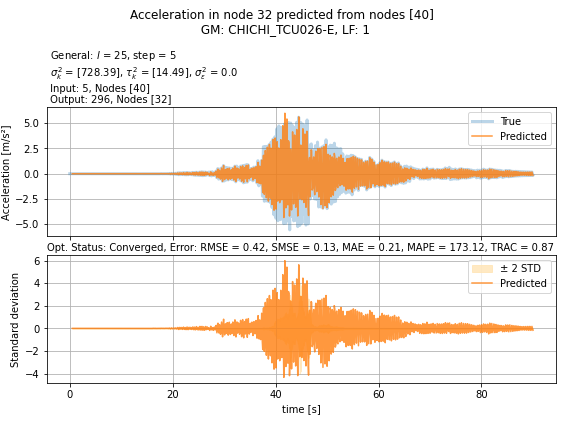 Acceleration in node 32 predicted from nodes [40]
GM: CHICHI_TCU026-E, LF: 1
General: l = 25, step = 5
σ²ₖ = [728.39], τ²ₖ = [14.49], σ²ε = 0.0
Input: 5, Nodes [40]
Output: 296, Nodes [32]
Acceleration [m/s²]
5.0
2.5
0.0
−2.5
−5.0
True
Predicted
Opt. Status: Converged, Error: RMSE = 0.42, SMSE = 0.13, MAE = 0.21, MAPE = 173.12, TRAC = 0.87
Standard deviation
6
4
2
0
−2
−4
± 2 STD
Predicted
0 20 40 60 80
time [s]